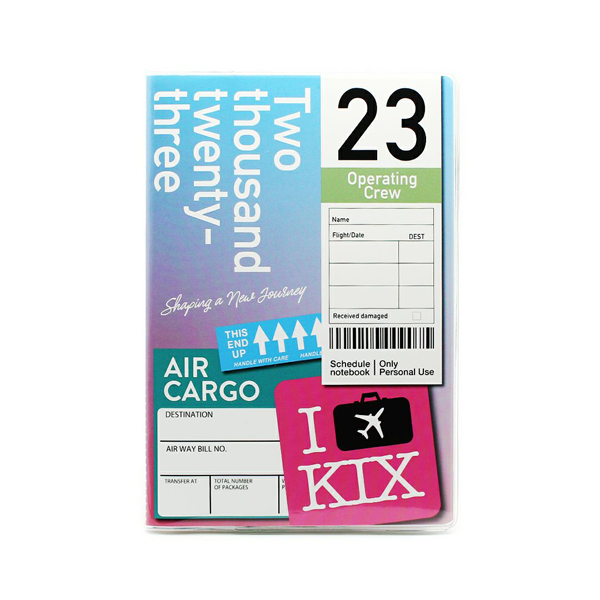 Two
thousand
twenty-
three
23
Operating
Crew
Name
Flight/Date DEST
Received damaged
Shaping a New Journey
THIS
END
UP
HANDLE WITH CARE HANDL
Schedule | Only
notebook | Personal Use
AIR
CARGO
DESTINATION
AIR WAY BILL NO.
TRANSFER AT
TOTAL NUMBER
OF PACKAGES
I
KIX